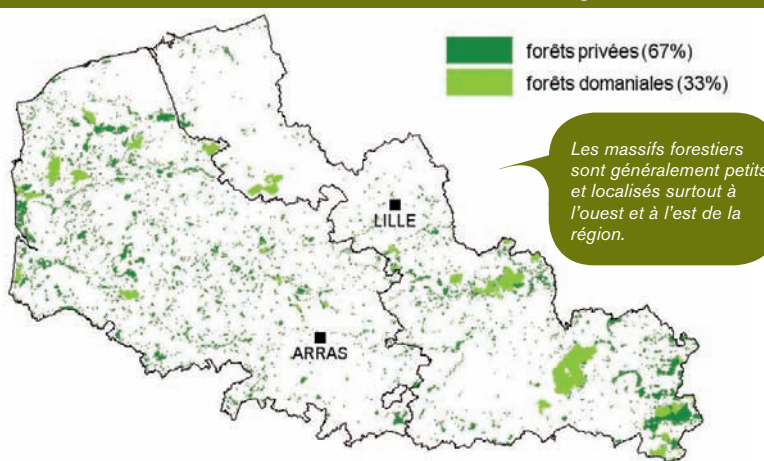 forêts privées (67%)
forêts domaniales (33%)
Les massifs forestiers
sont généralement petits
et localisés surtout à
l'ouest et à l'est de la
région.
LILLE
ARRAS